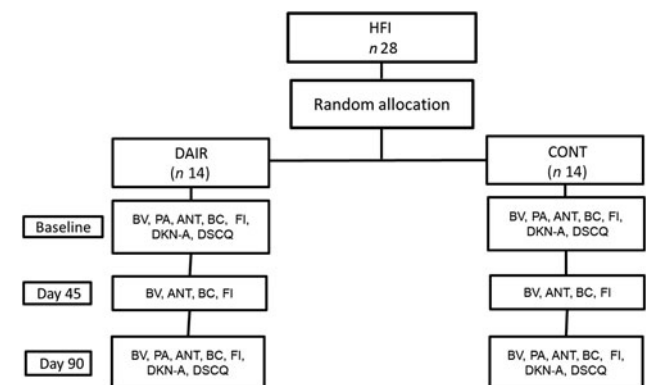 HFI
n 28
Random allocation
DAIR
(n 14)
CONT
(n 14)
Baseline
BV, PA, ANT, BC, FI,
DKN-A, DSCQ
BV, PA, ANT, BC, FI,
DKN-A, DSCQ
Day 45
BV, ANT, BC, FI
BV, ANT, BC, FI
Day 90
BV, PA, ANT, BC, FI,
DKN-A, DSCQ
BV, PA, ANT, BC, FI,
DKN-A, DSCQ